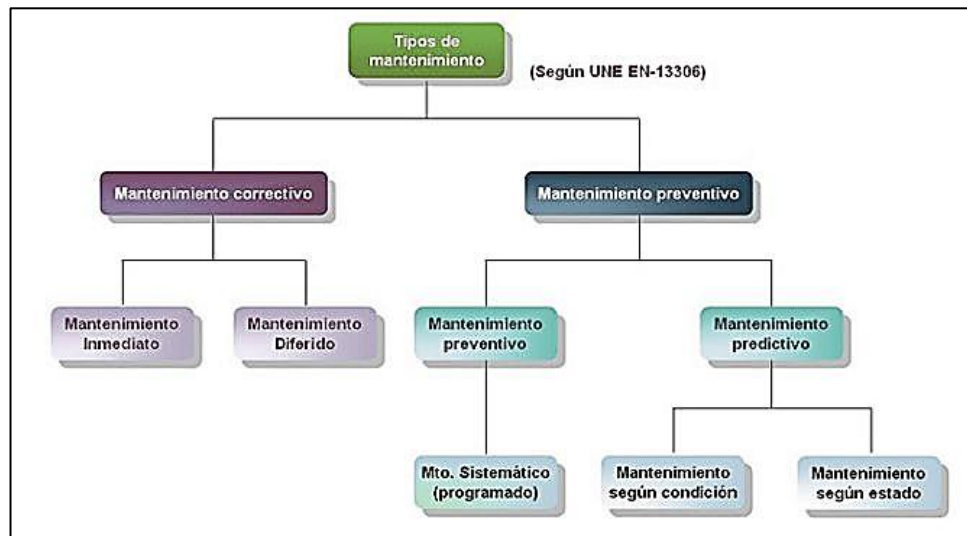 Tipos de
mantenimiento
(Según UNE EN-13306)
Mantenimiento correctivo
Mantenimiento preventivo
Mantenimiento
Inmediato
Mantenimiento
Diferido
Mantenimiento
preventivo
Mantenimiento
predictivo
Mto. Sistemático
(programado)
Mantenimiento
según condición
Mantenimiento
según estado